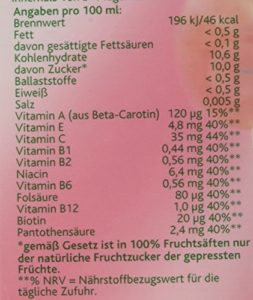 Angaben pro 100 ml:
Brennwert 196 kJ/46 kcal
Fett < 0,5 g
davon gesättigte Fettsäuren < 0,1 g
Kohlenhydrate 10,6 g
davon Zucker* 10,0 g
Ballaststoffe < 0,5 g
Eiweiß < 0,5 g
Salz 0,005 g
Vitamin A (aus Beta-Carotin) 120 µg 15%**
Vitamin E 4,8 mg 40%**
Vitamin C 35 mg 44%**
Vitamin B1 0,44 mg 40%**
Vitamin B2 0,56 mg 40%**
Niacin 6,4 mg 40%**
Vitamin B6 0,56 mg 40%**
Folsäure 80 µg 40%**
Vitamin B12 1,0 µg 40%**
Biotin 20 µg 40%**
Pantothensäure 2,4 mg 40%**
*gemäß Gesetz ist in 100% Fruchtsäften nur
der natürliche Fruchtzucker der gepressten
Früchte.
**% NRV = Nährstoffbezugswert für die
tägliche Zufuhr.